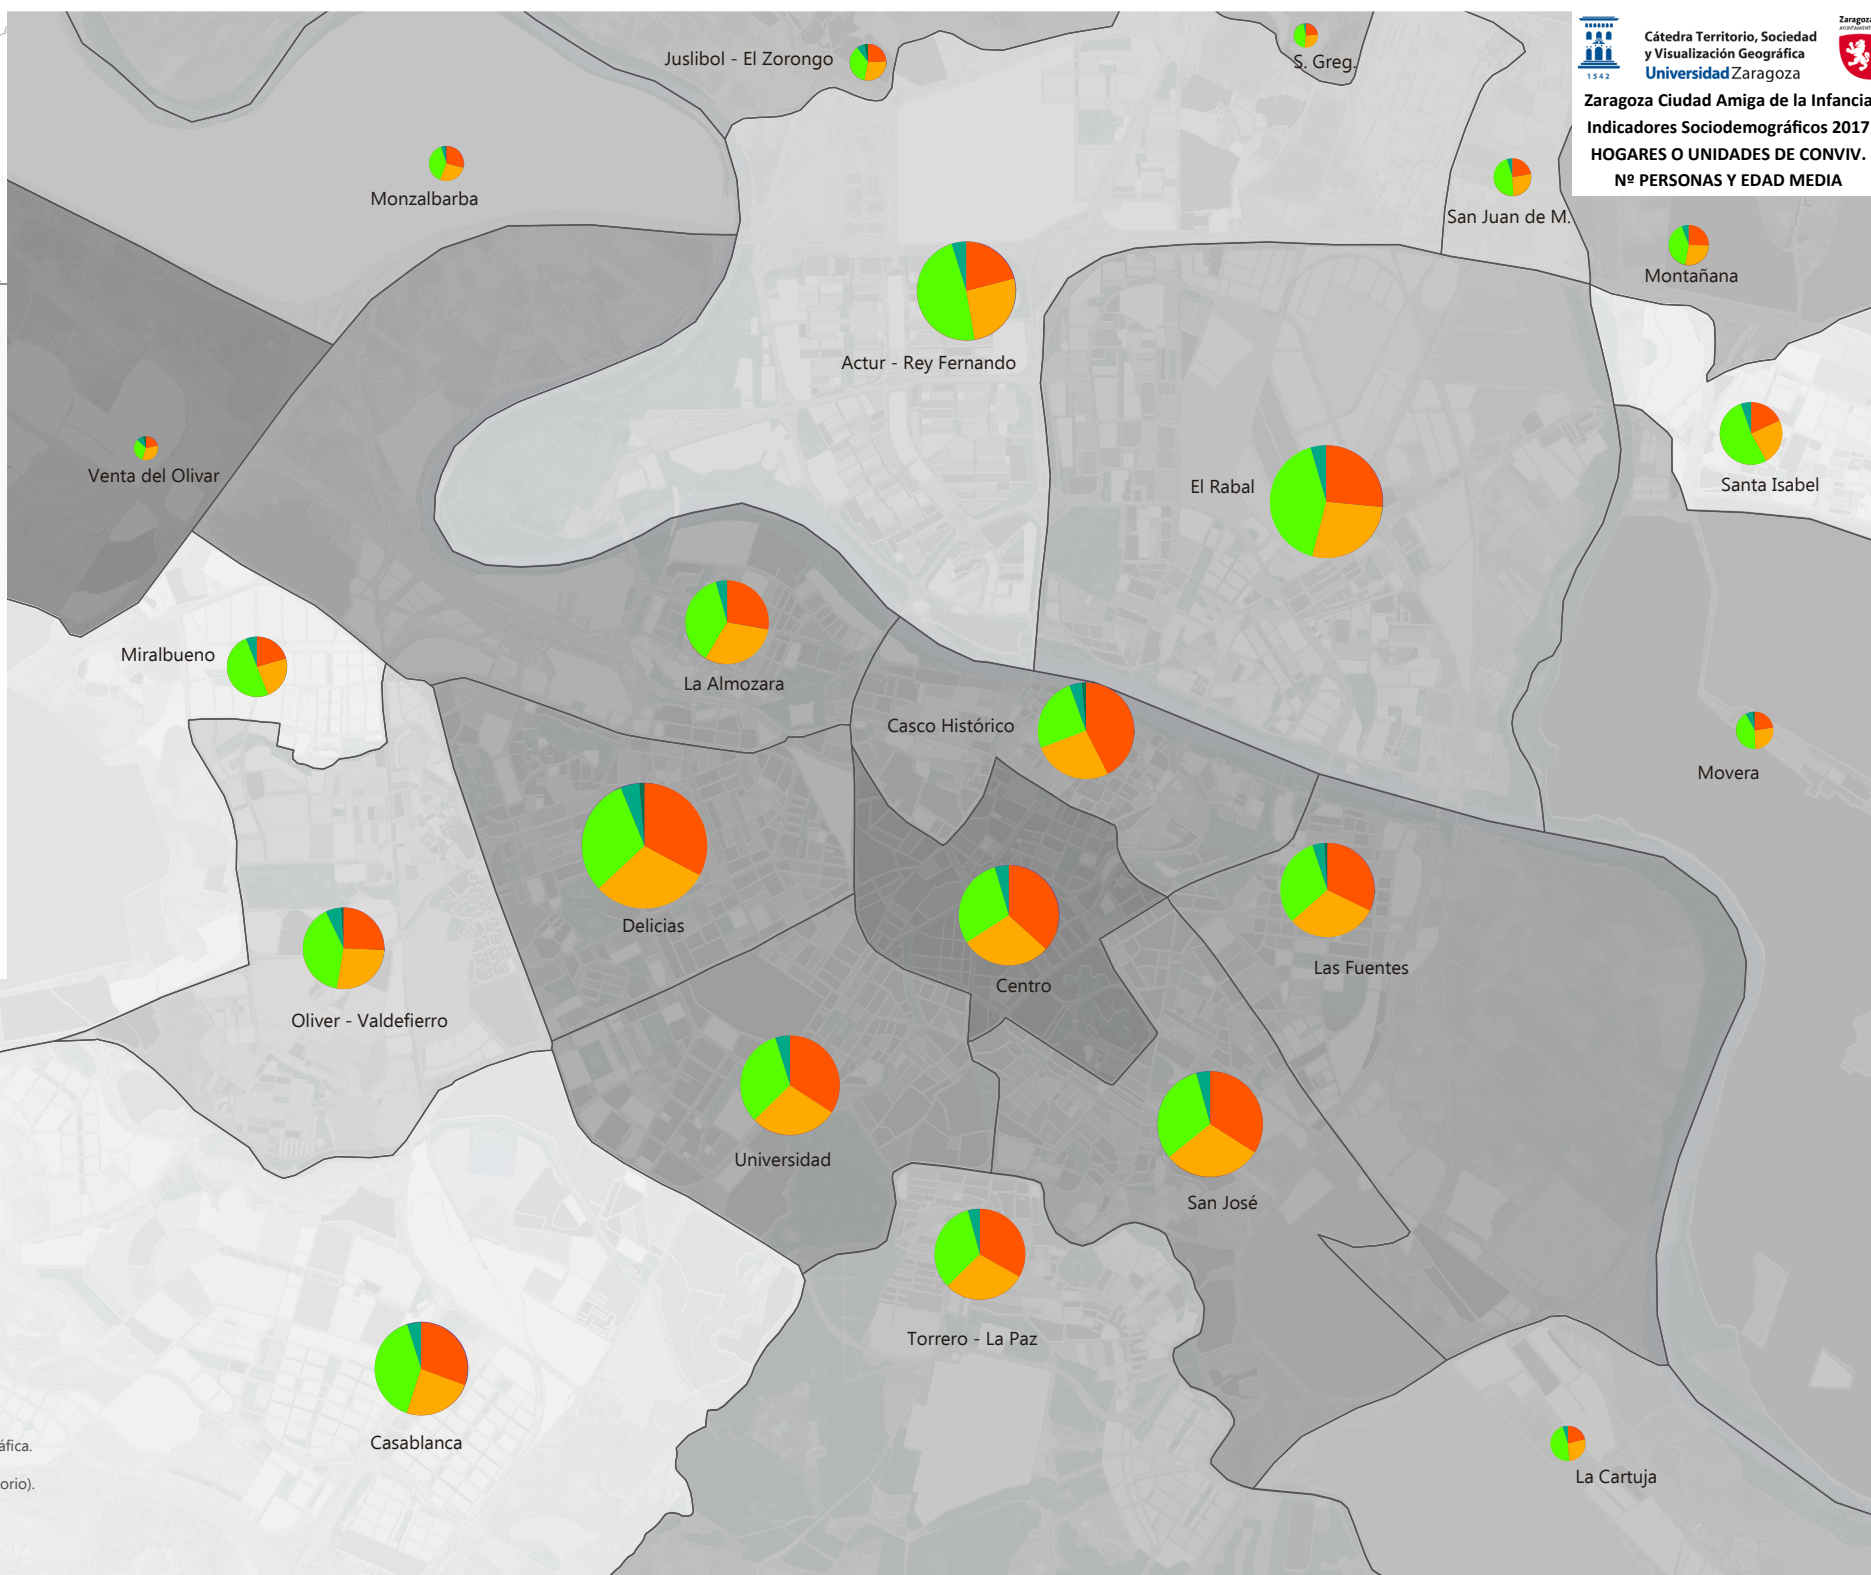 Cátedra Territorio, Sociedad
y Visualización Geográfica
Universidad Zaragoza
1542
Zaragoza
AYUNTAMIENTO
Zaragoza Ciudad Amiga de la Infancia
Indicadores Sociodemográficos 2017
HOGARES O UNIDADES DE CONVIV.
Nº PERSONAS Y EDAD MEDIA
Juslibol - El Zorongo
S. Greg.
Monzalbarba
San Juan de M.
Montañana
Actur - Rey Fernando
Venta del Olivar
El Rabal
Santa Isabel
Miralbueno
La Almozara
Casco Histórico
Movera
Delicias
Las Fuentes
Centro
Oliver - Valdefierro
Universidad
San José
Torrero - La Paz
Casablanca
La Cartuja
áfica.
orio).